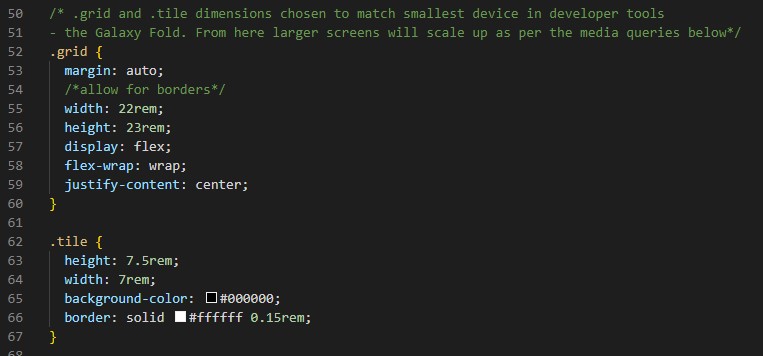 50 /* .grid and .tile dimensions chosen to match smallest device in developer tools
51 - the Galaxy Fold. From here larger screens will scale up as per the media queries below*/
52 .grid {
53 margin: auto;
54 /*allow for borders*/
55 width: 22rem;
56 height: 23rem;
57 display: flex;
58 flex-wrap: wrap;
59 justify-content: center;
60 }
61
62 .tile {
63 height: 7.5rem;
64 width: 7rem;
65 background-color: #000000;
66 border: solid #ffffff 0.15rem;
67 }
68